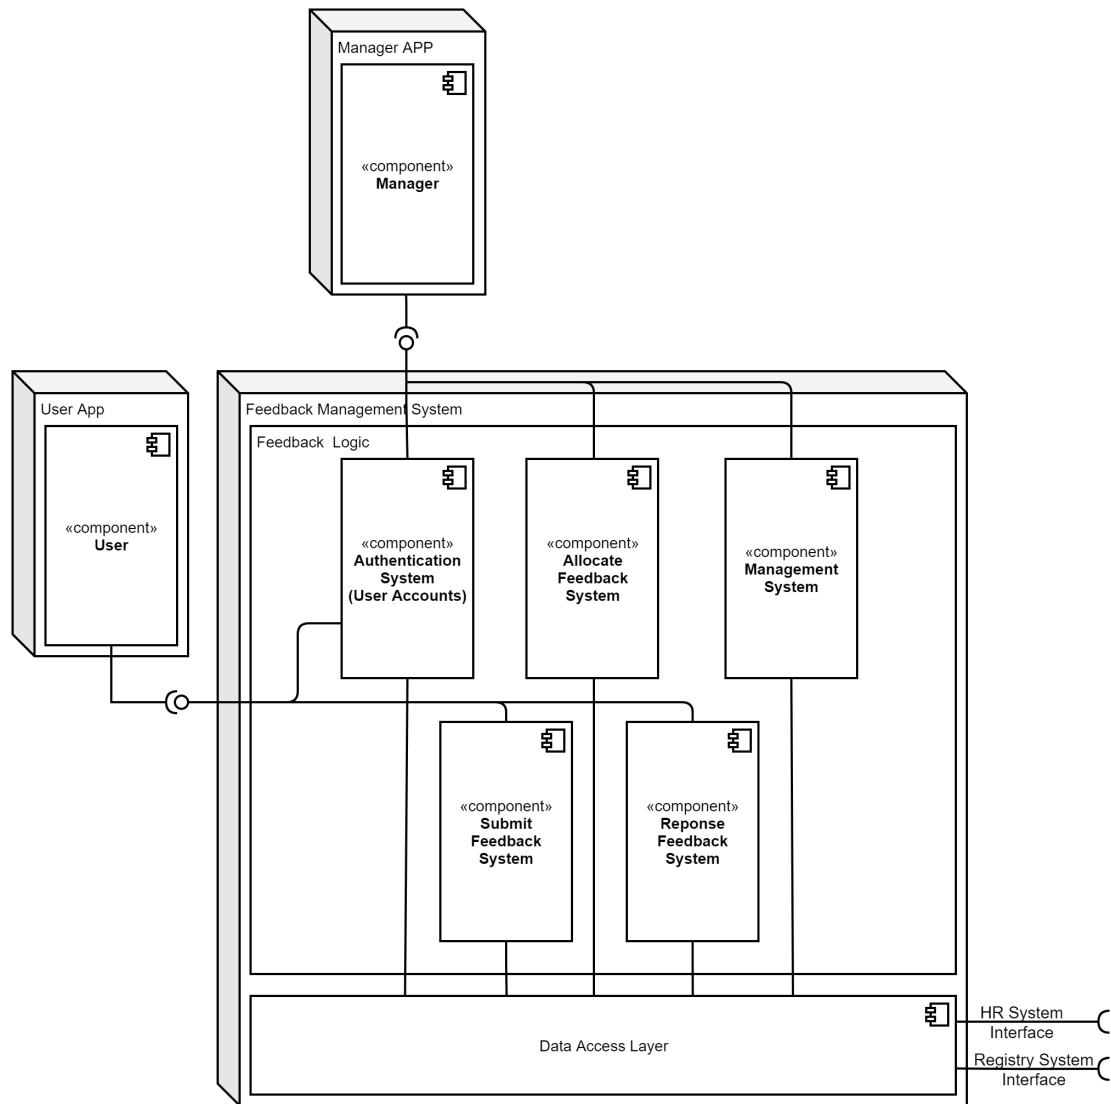 Manager APP
«component»
Manager
User App
«component»
User
Feedback Management System
Feedback Logic
«component»
Authentication
System
(User Accounts)
«component»
Allocate
Feedback
System
«component»
Management
System
«component»
Submit
Feedback
System
«component»
Reponse
Feedback
System
Data Access Layer
HR System
Interface
Registry System
Interface